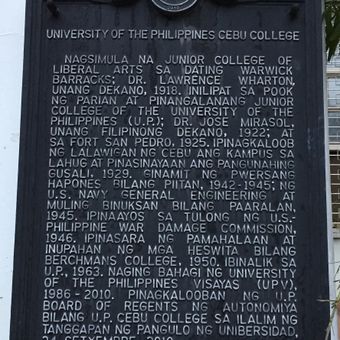 UNIVERSITY OF THE PHILIPPINES CEBU COLLEGE
NAGSIMULA NA JUNIOR COLLEGE OF
LIBERAL ARTS SA DATING WARWICK
BARRACKS; DR. LAWRENCE WHARTON,
UNANG DEKANO, 1918. INILIPAT SA POOK
NG PARIAN AT PINANGALANANG JUNIOR
COLLEGE OF THE UNIVERSITY OF THE
PHILIPPINES (U.P.); DR. JOSE MIRASOL,
UNANG FILIPINONG DEKANO, 1922; AT
SA FORT SAN PEDRO, 1925. IPINAGKALOOB
NG LALAWIGAN NG CEBU ANG KAMPUS SA
LAHUG AT PINASINAYAAN ANG PANGUNAHING
GUSALI, 1929. GINAMIT NG PWERSANG
HAPONES BILANG PIITAN, 1942-1945; NG
U.S. NAVY GENERAL ENGINEERING AT
MULING BINUKSAN BILANG PAARALAN,
1945. IPINAAYOS SA TULONG NG U.S.-
PHILIPPINE WAR DAMAGE COMMISSION,
1946. IPINASARA NG PAMAHALAAN AT
INUPAHAN NG MGA HESWITA BILANG
BERCHMANS COLLEGE, 1950. IBINALIK SA
U.P., 1963. NAGING BAHAGI NG UNIVERSITY
OF THE PHILIPPINES VISAYAS (UPV),
1986-2010. PINAGKALOOBAN NG U.P.
BOARD OF REGENTS NG AUTONOMIYA
BILANG U.P. CEBU COLLEGE SA ILALIM NG
TANGGAPAN NG PANGULO NG UNIBERSIDAD,
24 SETYEMBRE 2010